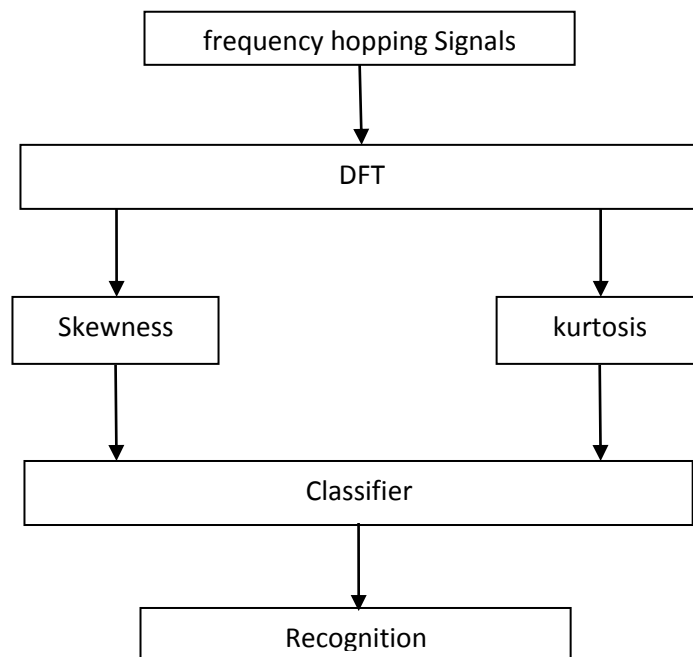 frequency hopping Signals
DFT
Skewness
kurtosis
Classifier
Recognition